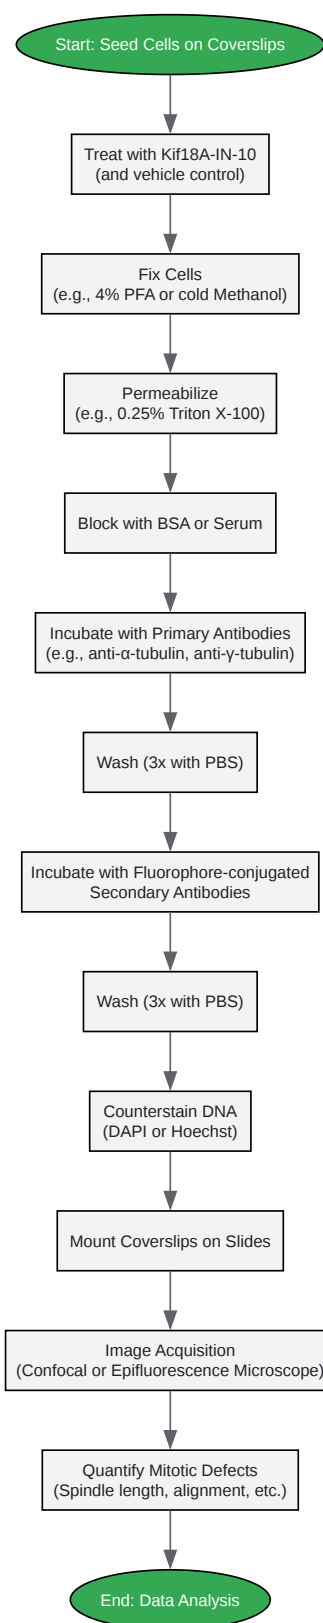 Start: Seed Cells on Coverslips
Treat with Kif18A-IN-10
(and vehicle control)
Fix Cells
(e.g., 4% PFA or cold Methanol)
Permeabilize
(e.g., 0.25% Triton X-100)
Block with BSA or Serum
Incubate with Primary Antibodies
(e.g., anti-α-tubulin, anti-γ-tubulin)
Wash (3x with PBS)
Incubate with Fluorophore-conjugated
Secondary Antibodies
Wash (3x with PBS)
Counterstain DNA
(DAPI or Hoechst)
Mount Coverslips on Slides
Image Acquisition
(Confocal or Epifluorescence Microscope)
Quantify Mitotic Defects
(Spindle length, alignment, etc.)
End: Data Analysis